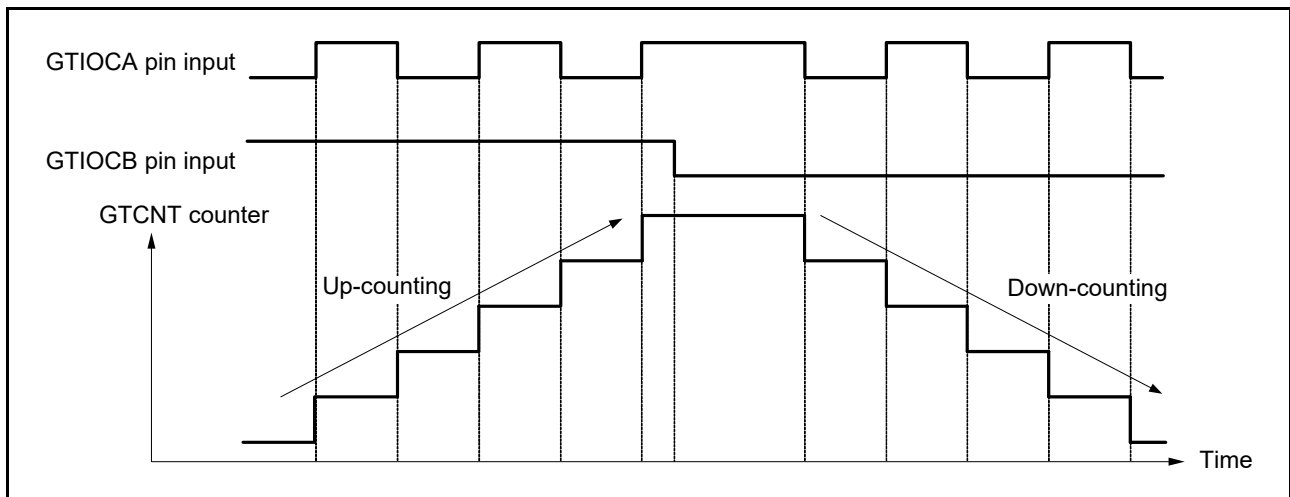 GTIOCA pin input
GTIOCB pin input
GTCNT counter
Up-counting
Down-counting
Time